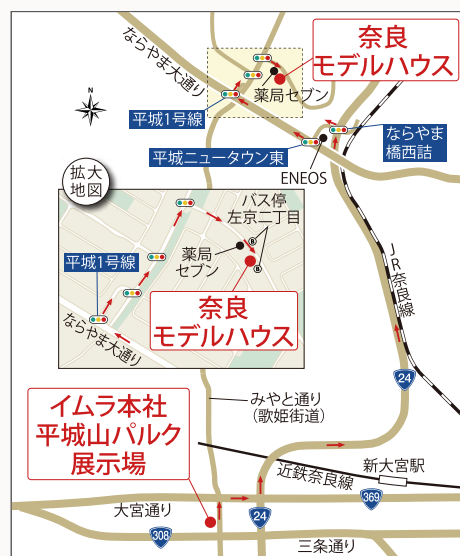 ならやま大通り
奈良
モデルハウス
薬局セブン
平城1号線
平城ニュータウン東
ならやま
橋西詰
ENEOS
N
拡大
地図
バス停
左京二丁目
B
B
薬局
セブン
平城1号線
奈良
モデルハウス
ならやま大通り
JR奈良線
24
イムラ本社
平城山パルク
展示場
みやと通り
(歌姫街道)
近鉄奈良線
新大宮駅
369
大宮通り
24
308
三条通り